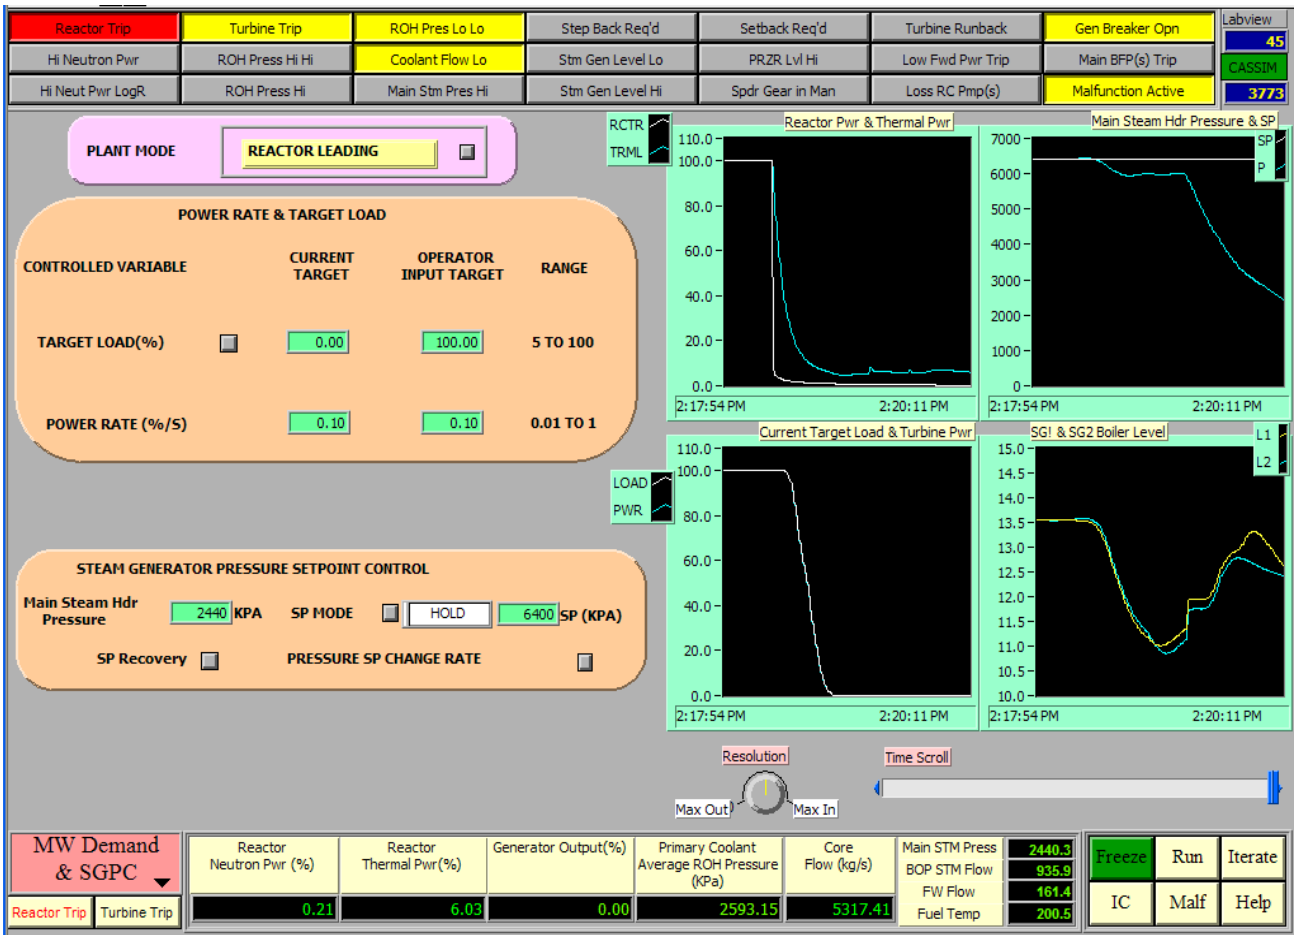 Reactor Trip Turbine Trip ROH Pres Lo Lo Step Back Req'd Setback Req'd Turbine Runback Gen Breaker Opn Labview
45
Hi Neutron Pwr ROH Press Hi Hi Coolant Flow Lo Stm Gen Level Lo PRZR Lvl Hi Low Fwd Pwr Trip Main BFP(s) Trip CASSIM
Hi Neut Pwr LogR ROH Press Hi Main Stm Pres Hi Stm Gen Level Hi Spdr Gear in Man Loss RC Pmp(s) Malfunction Active 3773
PLANT MODE REACTOR LEADING
POWER RATE & TARGET LOAD
CONTROLLED VARIABLE CURRENT TARGET OPERATOR INPUT TARGET RANGE
TARGET LOAD(%) 0.00 100.00 5 TO 100
POWER RATE (%/S) 0.10 0.10 0.01 TO 1
STEAM GENERATOR PRESSURE SETPOINT CONTROL
Main Steam Hdr Pressure 2440 KPA SP MODE HOLD 6400 SP (KPA)
SP Recovery PRESSURE SP CHANGE RATE
RCTR
TRML
Reactor Pwr & Thermal Pwr
110.0
100.0
80.0
60.0
40.0
20.0
0.0
2:17:54 PM 2:20:11 PM
Main Steam Hdr Pressure & SP
SP
P
7000
6000
5000
4000
3000
2000
1000
0
2:17:54 PM 2:20:11 PM
Current Target Load & Turbine Pwr
LOAD
PWR
110.0
100.0
80.0
60.0
40.0
20.0
0.0
2:17:54 PM 2:20:11 PM
SG! & SG2 Boiler Level
L1
L2
15.0
14.5
14.0
13.5
13.0
12.5
12.0
11.5
11.0
10.5
10.0
2:17:54 PM 2:20:11 PM
Resolution
Max Out Max In
Time Scroll
MW Demand
& SGPC
Reactor Trip Turbine Trip
Reactor
Neutron Pwr (%)
0.21
Reactor
Thermal Pwr(%)
6.03
Generator Output(%)
0.00
Primary Coolant
Average ROH Pressure
(KPa)
2593.15
Core
Flow (kg/s)
5317.41
Main STM Press 2440.3
BOP STM Flow 935.9
FW Flow 161.4
Fuel Temp 200.5
Freeze Run Iterate
IC Malf Help